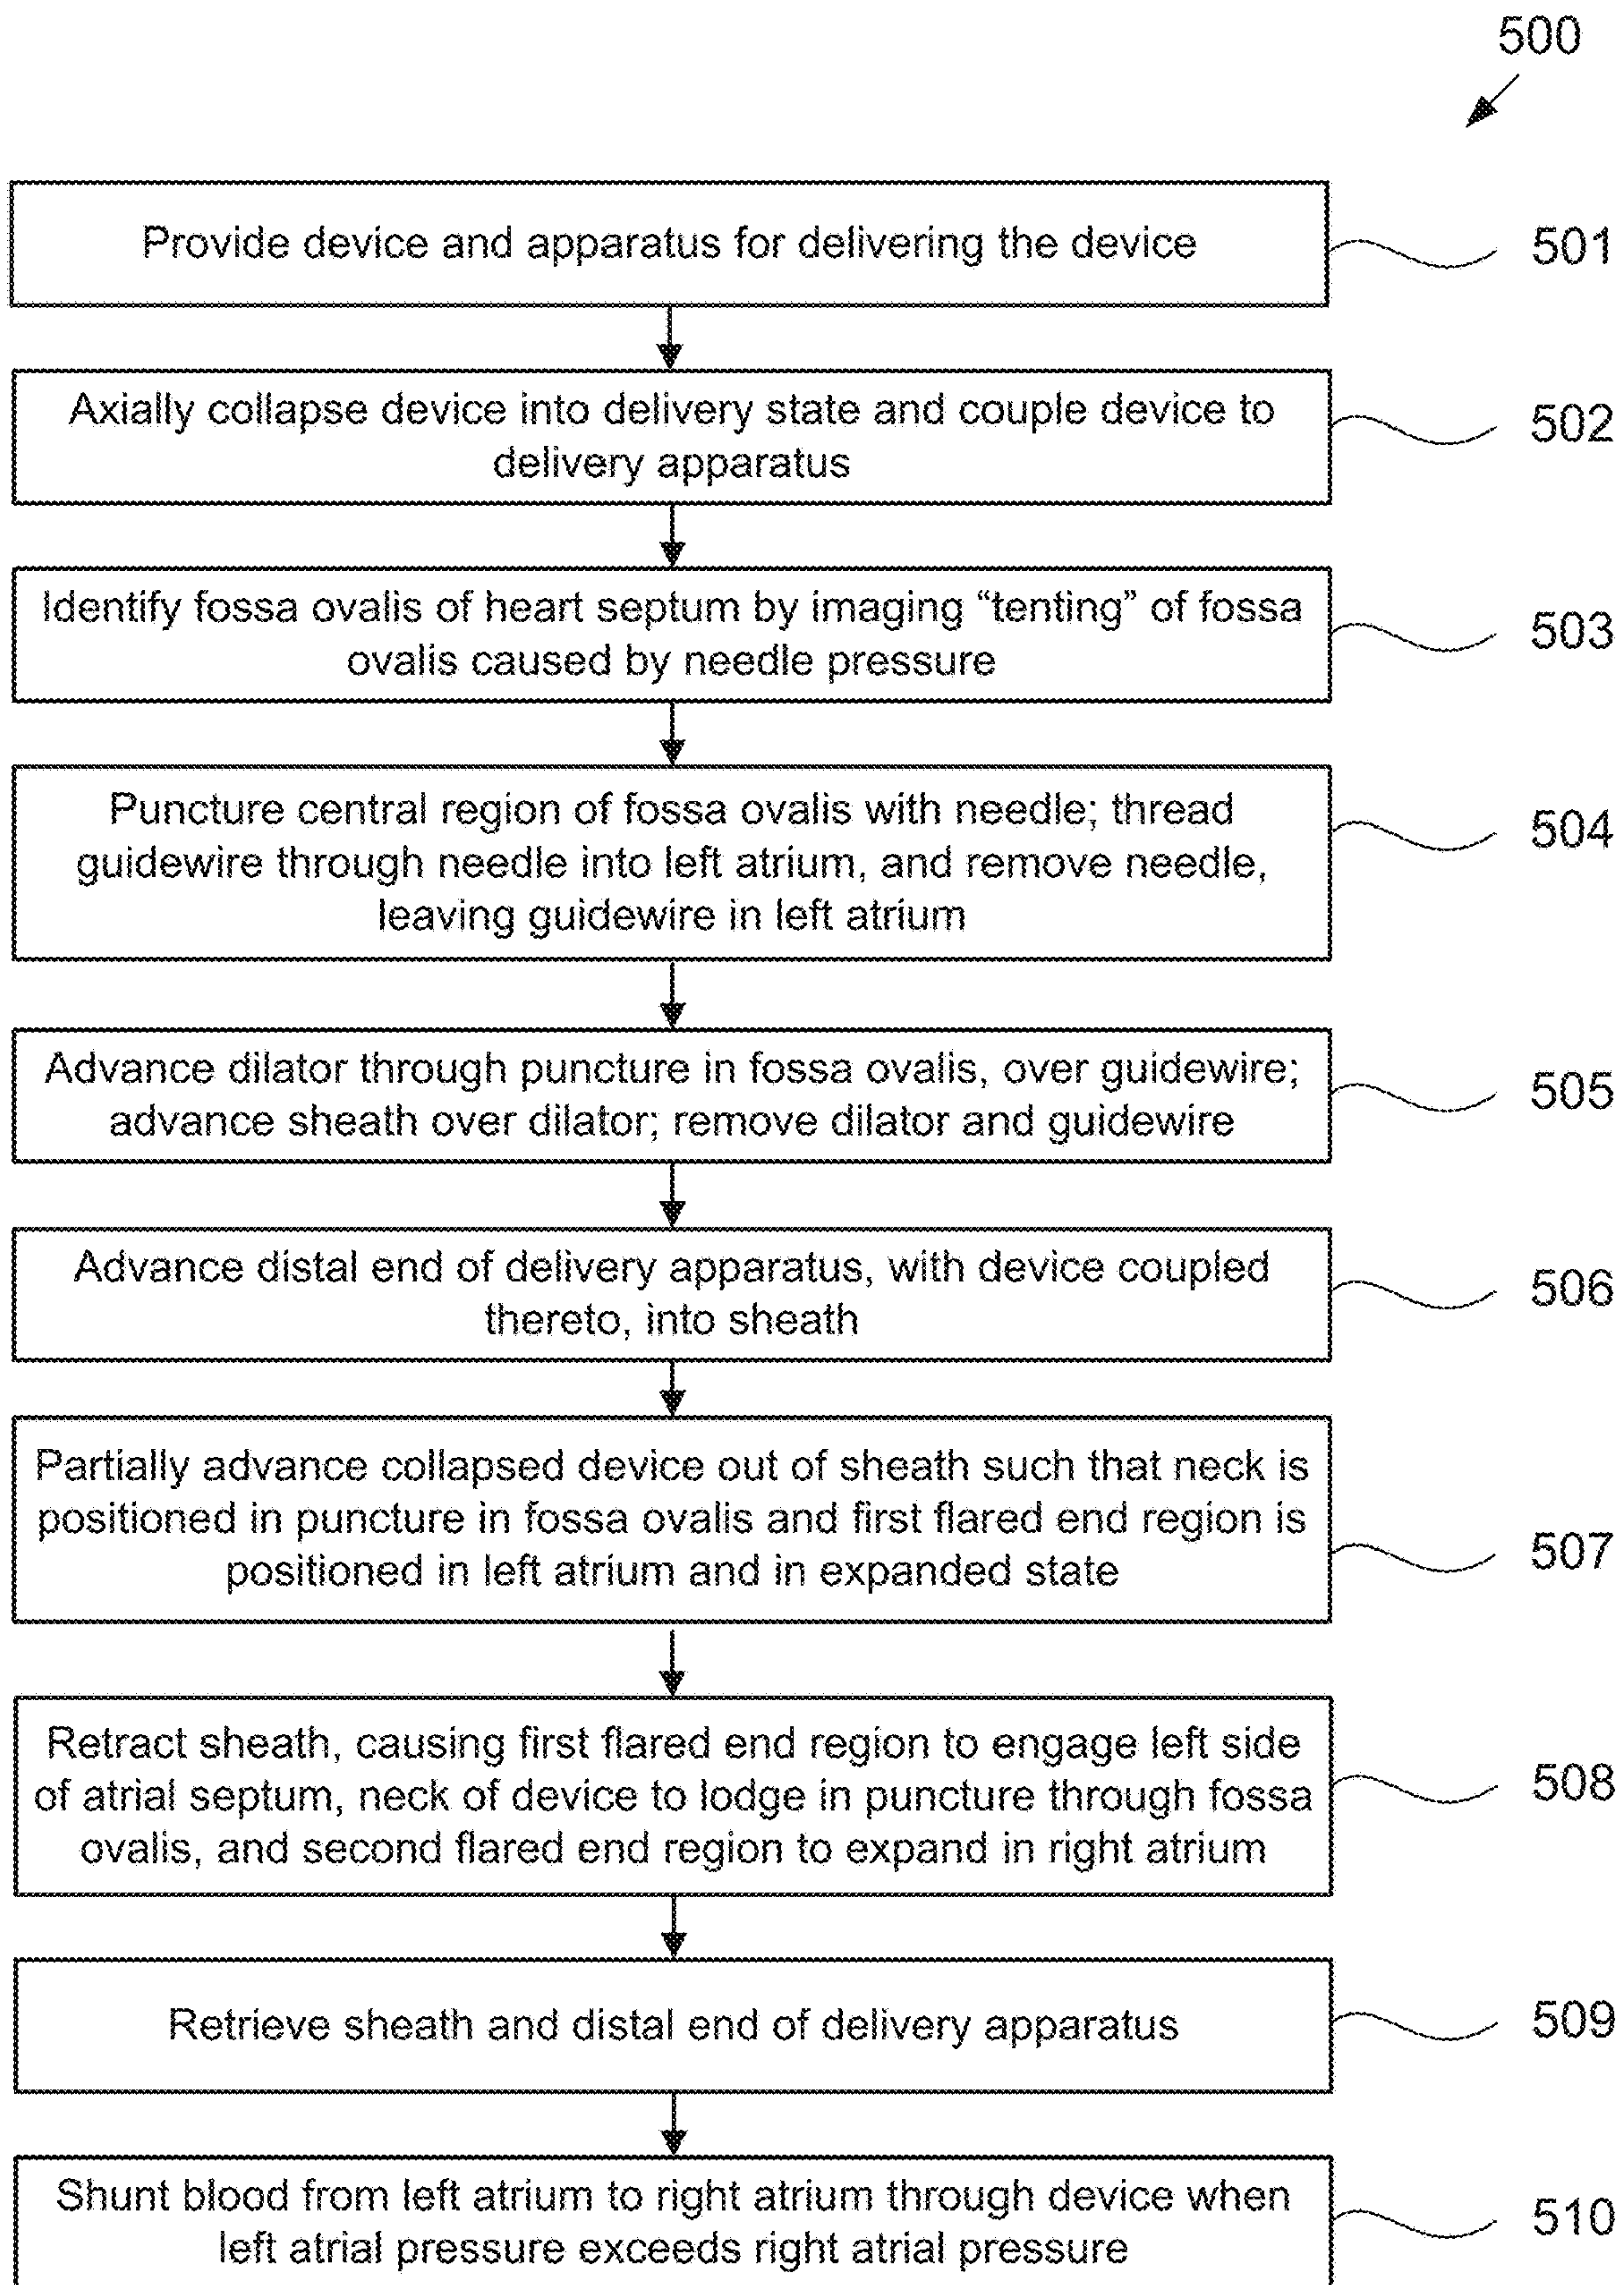 500
Provide device and apparatus for delivering the device
501
Axially collapse device into delivery state and couple device to
delivery apparatus
502
Identify fossa ovalis of heart septum by imaging “tenting” of fossa
ovalis caused by needle pressure
503
Puncture central region of fossa ovalis with needle; thread
guidewire through needle into left atrium, and remove needle,
leaving guidewire in left atrium
504
Advance dilator through puncture in fossa ovalis, over guidewire;
advance sheath over dilator; remove dilator and guidewire
505
Advance distal end of delivery apparatus, with device coupled
thereto, into sheath
506
Partially advance collapsed device out of sheath such that neck is
positioned in puncture in fossa ovalis and first flared end region is
positioned in left atrium and in expanded state
507
Retract sheath, causing first flared end region to engage left side
of atrial septum, neck of device to lodge in puncture through fossa
ovalis, and second flared end region to expand in right atrium
508
Retrieve sheath and distal end of delivery apparatus
509
Shunt blood from left atrium to right atrium through device when
left atrial pressure exceeds right atrial pressure
510